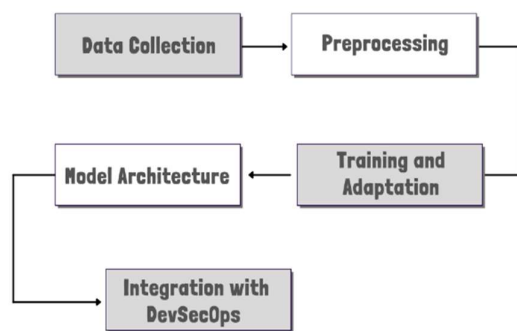 Data Collection
Preprocessing
Model Architecture
Training and
Adaptation
Integration with
DevSecOps